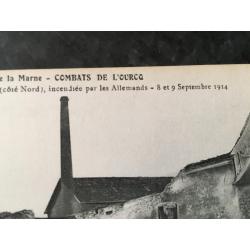 e la Marne - COMBATS DE L'OURCQ
(côté Nord), incendiée par les Allemands - 8 et 9 Septembre 1914